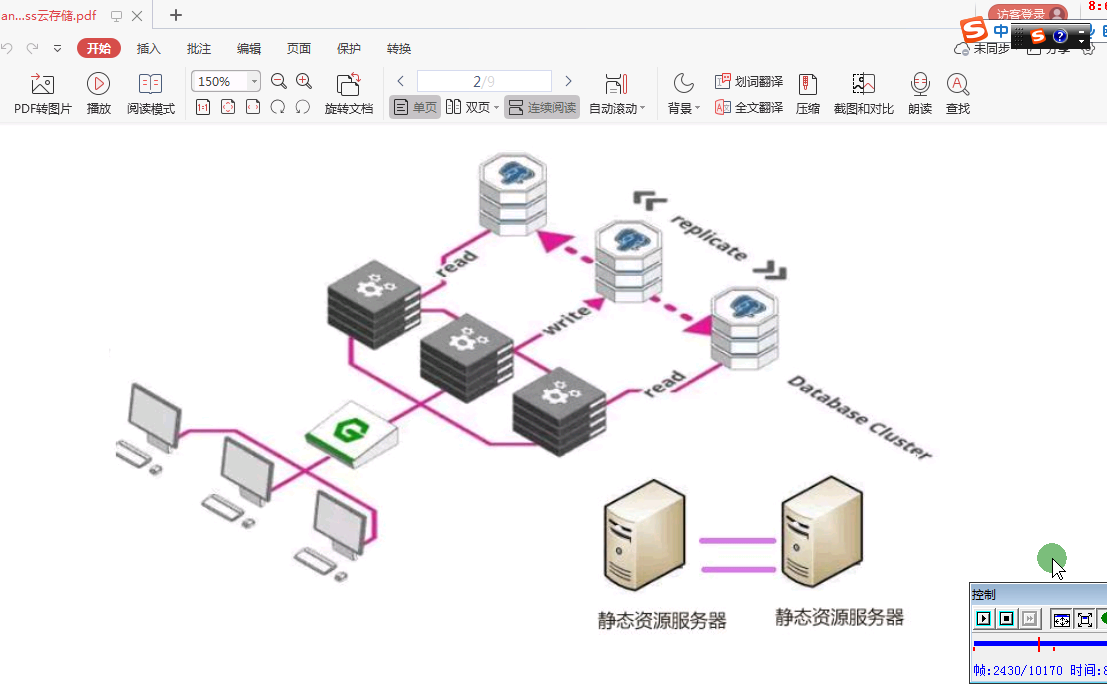 an...ss云存储.pdf
访客登录
8:
中
开始 插入 批注 编辑 页面 保护 转换
未同步 分享
150%
2/9
划词翻译
PDF转图片 播放 阅读模式
1:1
旋转文档
单页 双页 连续阅读 自动滚动
背景 全文翻译 压缩 截图和对比 朗读 查找
replicate
read
write
read
Database Cluster
静态资源服务器
静态资源服务器
控制
帧:2430/10170 时间:8